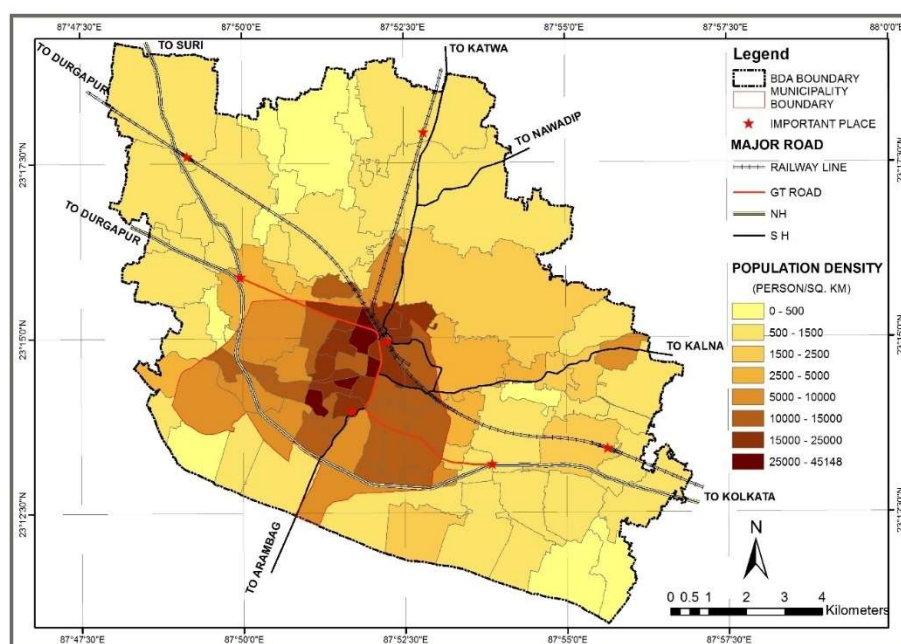 87°47'30"E 87°50'0"E 87°52'30"E 87°55'0"E 87°57'30"E 88°0'0"E
TO SURI
TO KATWA
TO DURGAPUR
TO NAWADIP
TO DURGAPUR
TO KALNA
TO KOLKATA
TO ARAMBAG
23°17'30"N
23°15'0"N
23°12'30"N
23°12'30"N
Legend
BDA BOUNDARY
MUNICIPALITY
BOUNDARY
IMPORTANT PLACE
MAJOR ROAD
RAILWAY LINE
GT ROAD
NH
S H
POPULATION DENSITY
(PERSON/SQ. KM)
0 - 500
500 - 1500
1500 - 2500
2500 - 5000
5000 - 10000
10000 - 15000
15000 - 25000
25000 - 45148
N
0 0.5 1 2 3 4
Kilometers
87°47'30"E 87°50'0"E 87°52'30"E 87°55'0"E 87°57'30"E